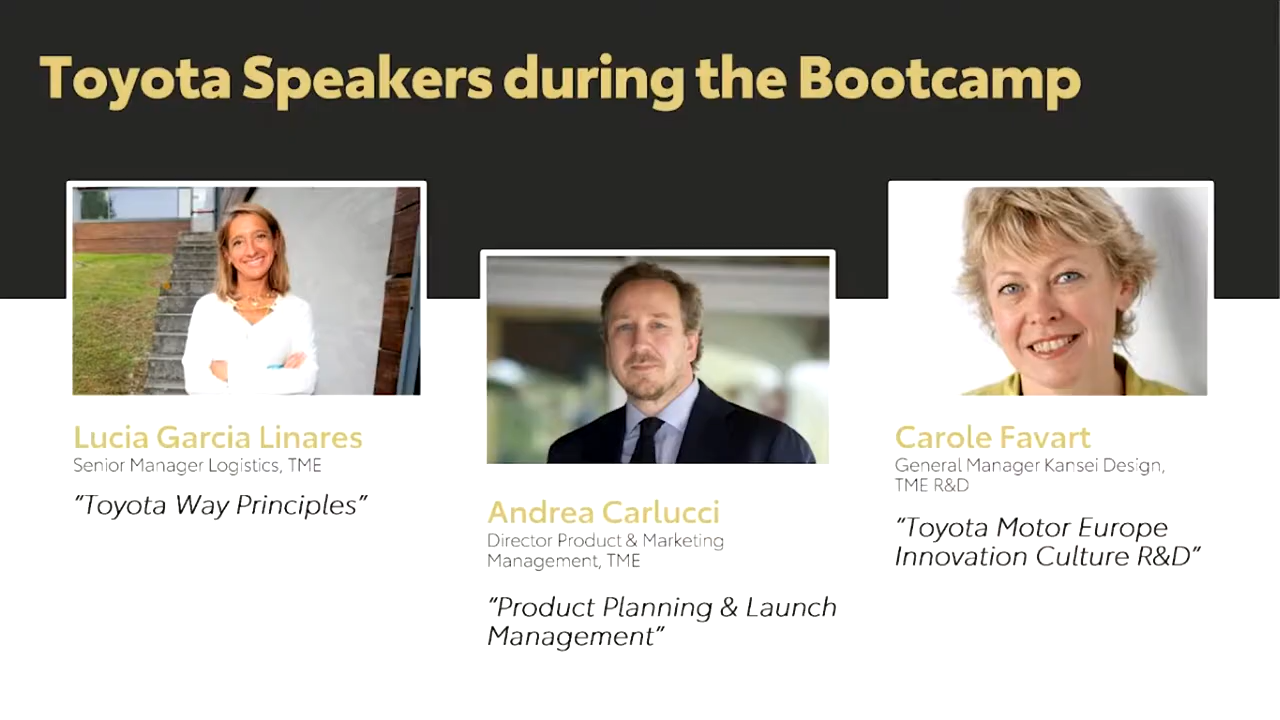 Toyota Speakers during the Bootcamp
Lucia Garcia Linares
Senior Manager Logistics, TME
“Toyota Way Principles”
Andrea Carlucci
Director Product & Marketing
Management, TME
“Product Planning & Launch
Management”
Carole Favart
General Manager Kansei Design,
TME R&D
“Toyota Motor Europe
Innovation Culture R&D”